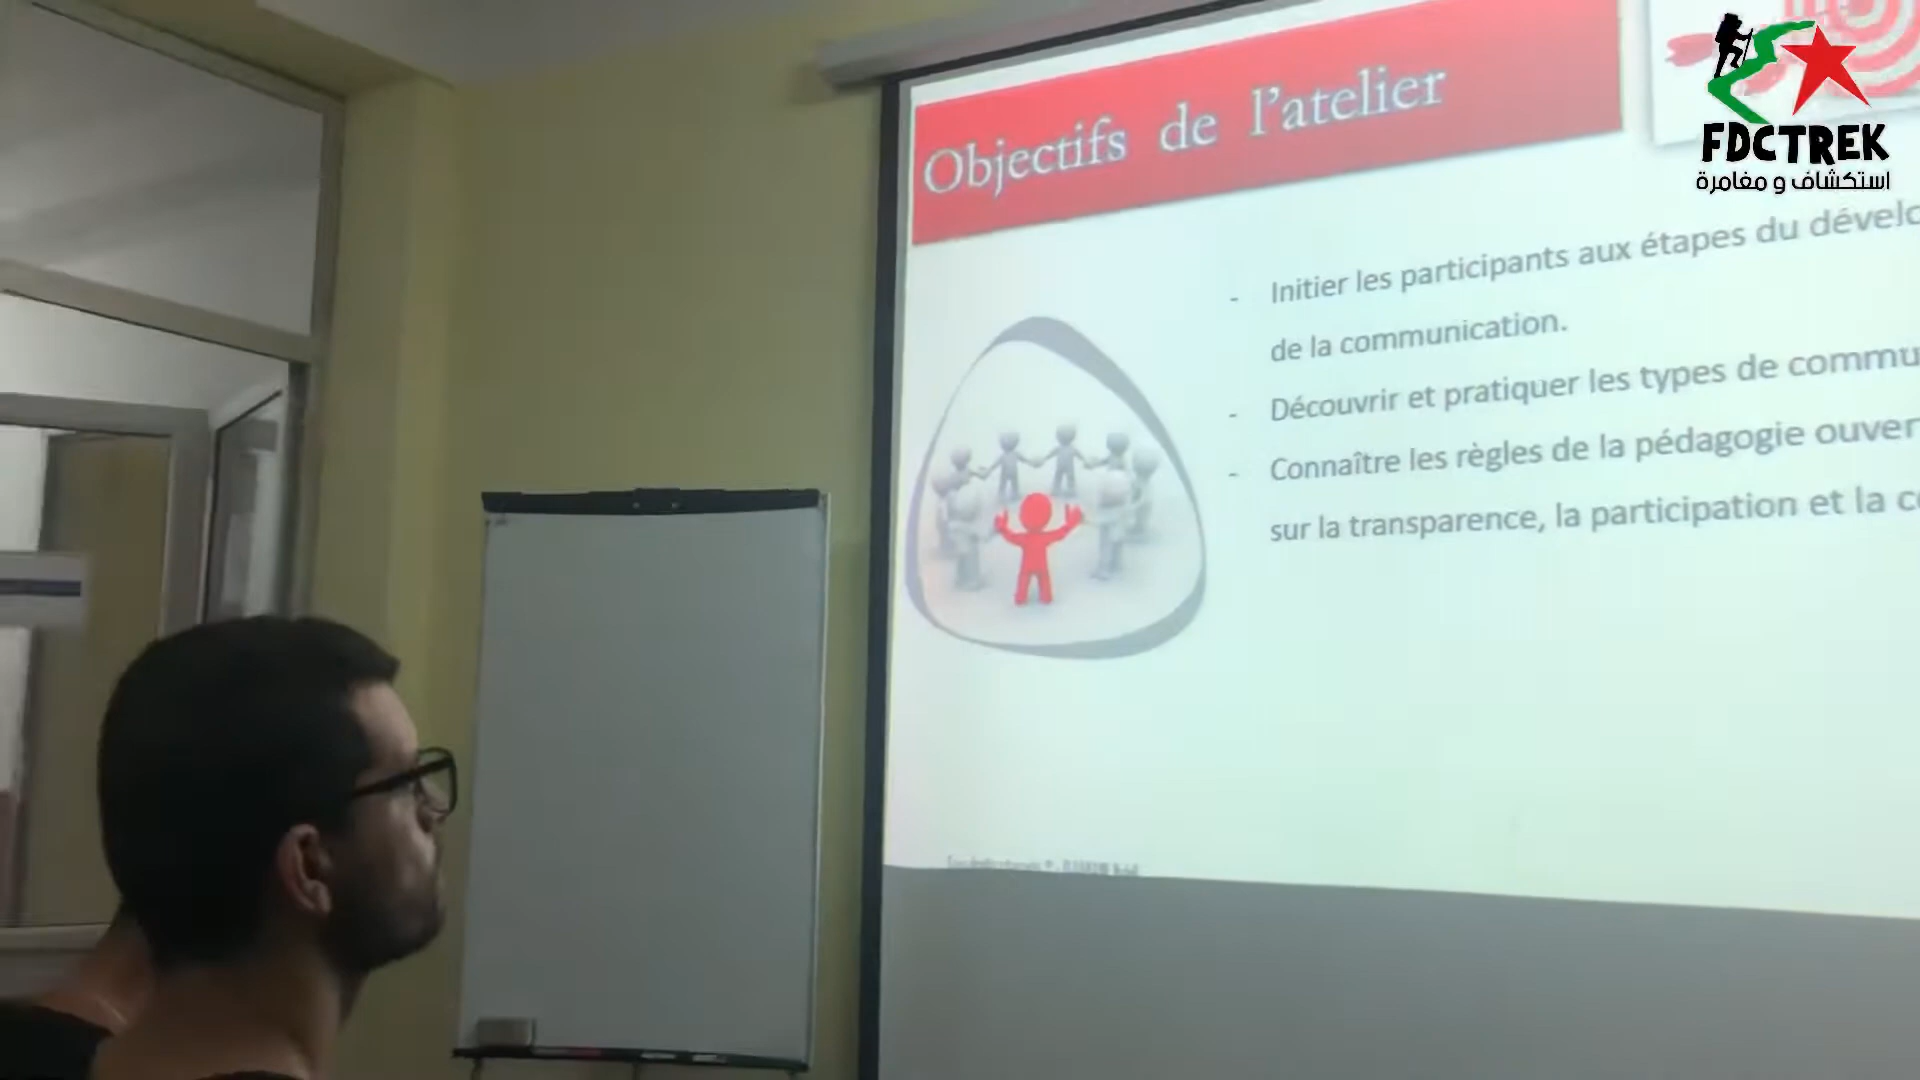 Objectifs de l'atelier
- Initier les participants aux étapes du dévelo
de la communication.
- Découvrir et pratiquer les types de commu
- Connaître les règles de la pédagogie ouver
sur la transparence, la participation et la co
FDCTREK
استكشاف و مغامرة